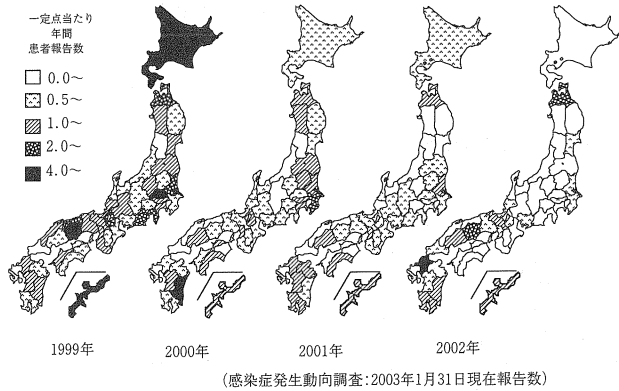 一定点当たり
年間
患者報告数
0.0～
0.5～
1.0～
2.0～
4.0～
1999年
2000年
2001年
2002年
(感染症発生動向調査:2003年1月31日現在報告数)